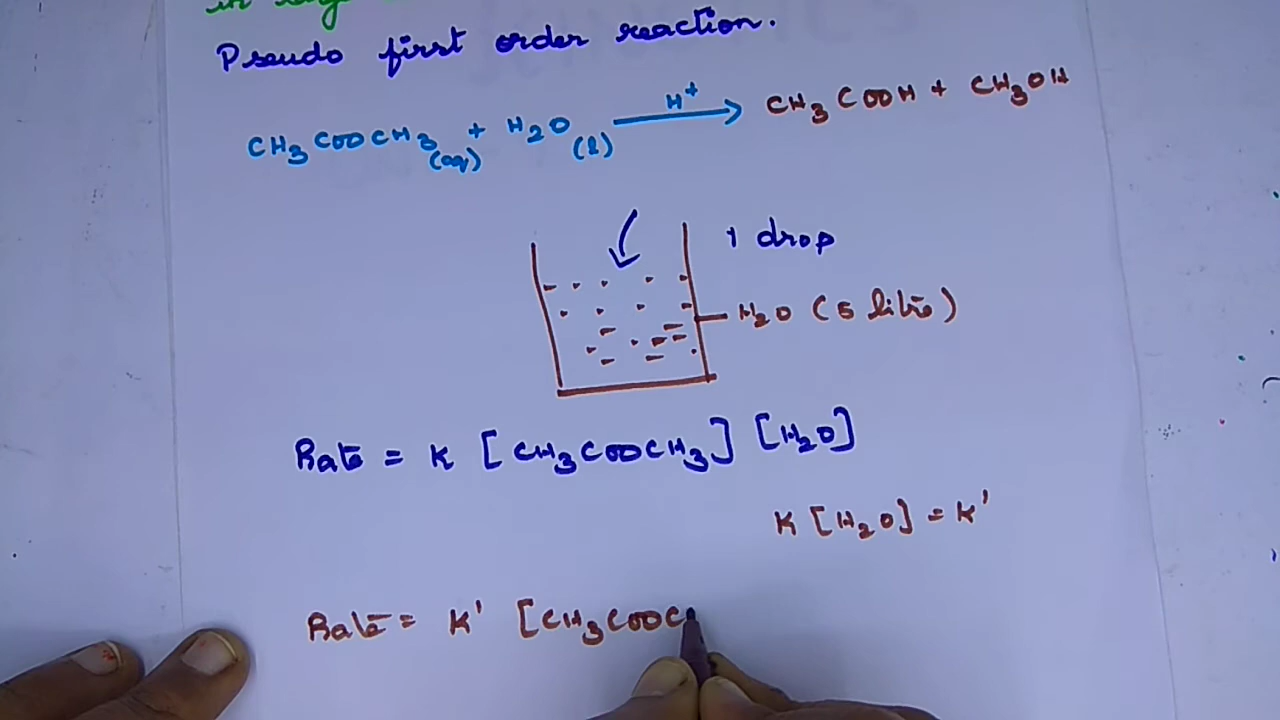 in
Pseudo first order reaction.
CH3COOCH3(aq) + H2O(l) H+ → CH3COOH + CH3OH
1 drop
H2O (5 litre)
Rate = K [CH3COOCH3] [H2O]
K [H2O] = K'
Rate = K' [CH3COOC